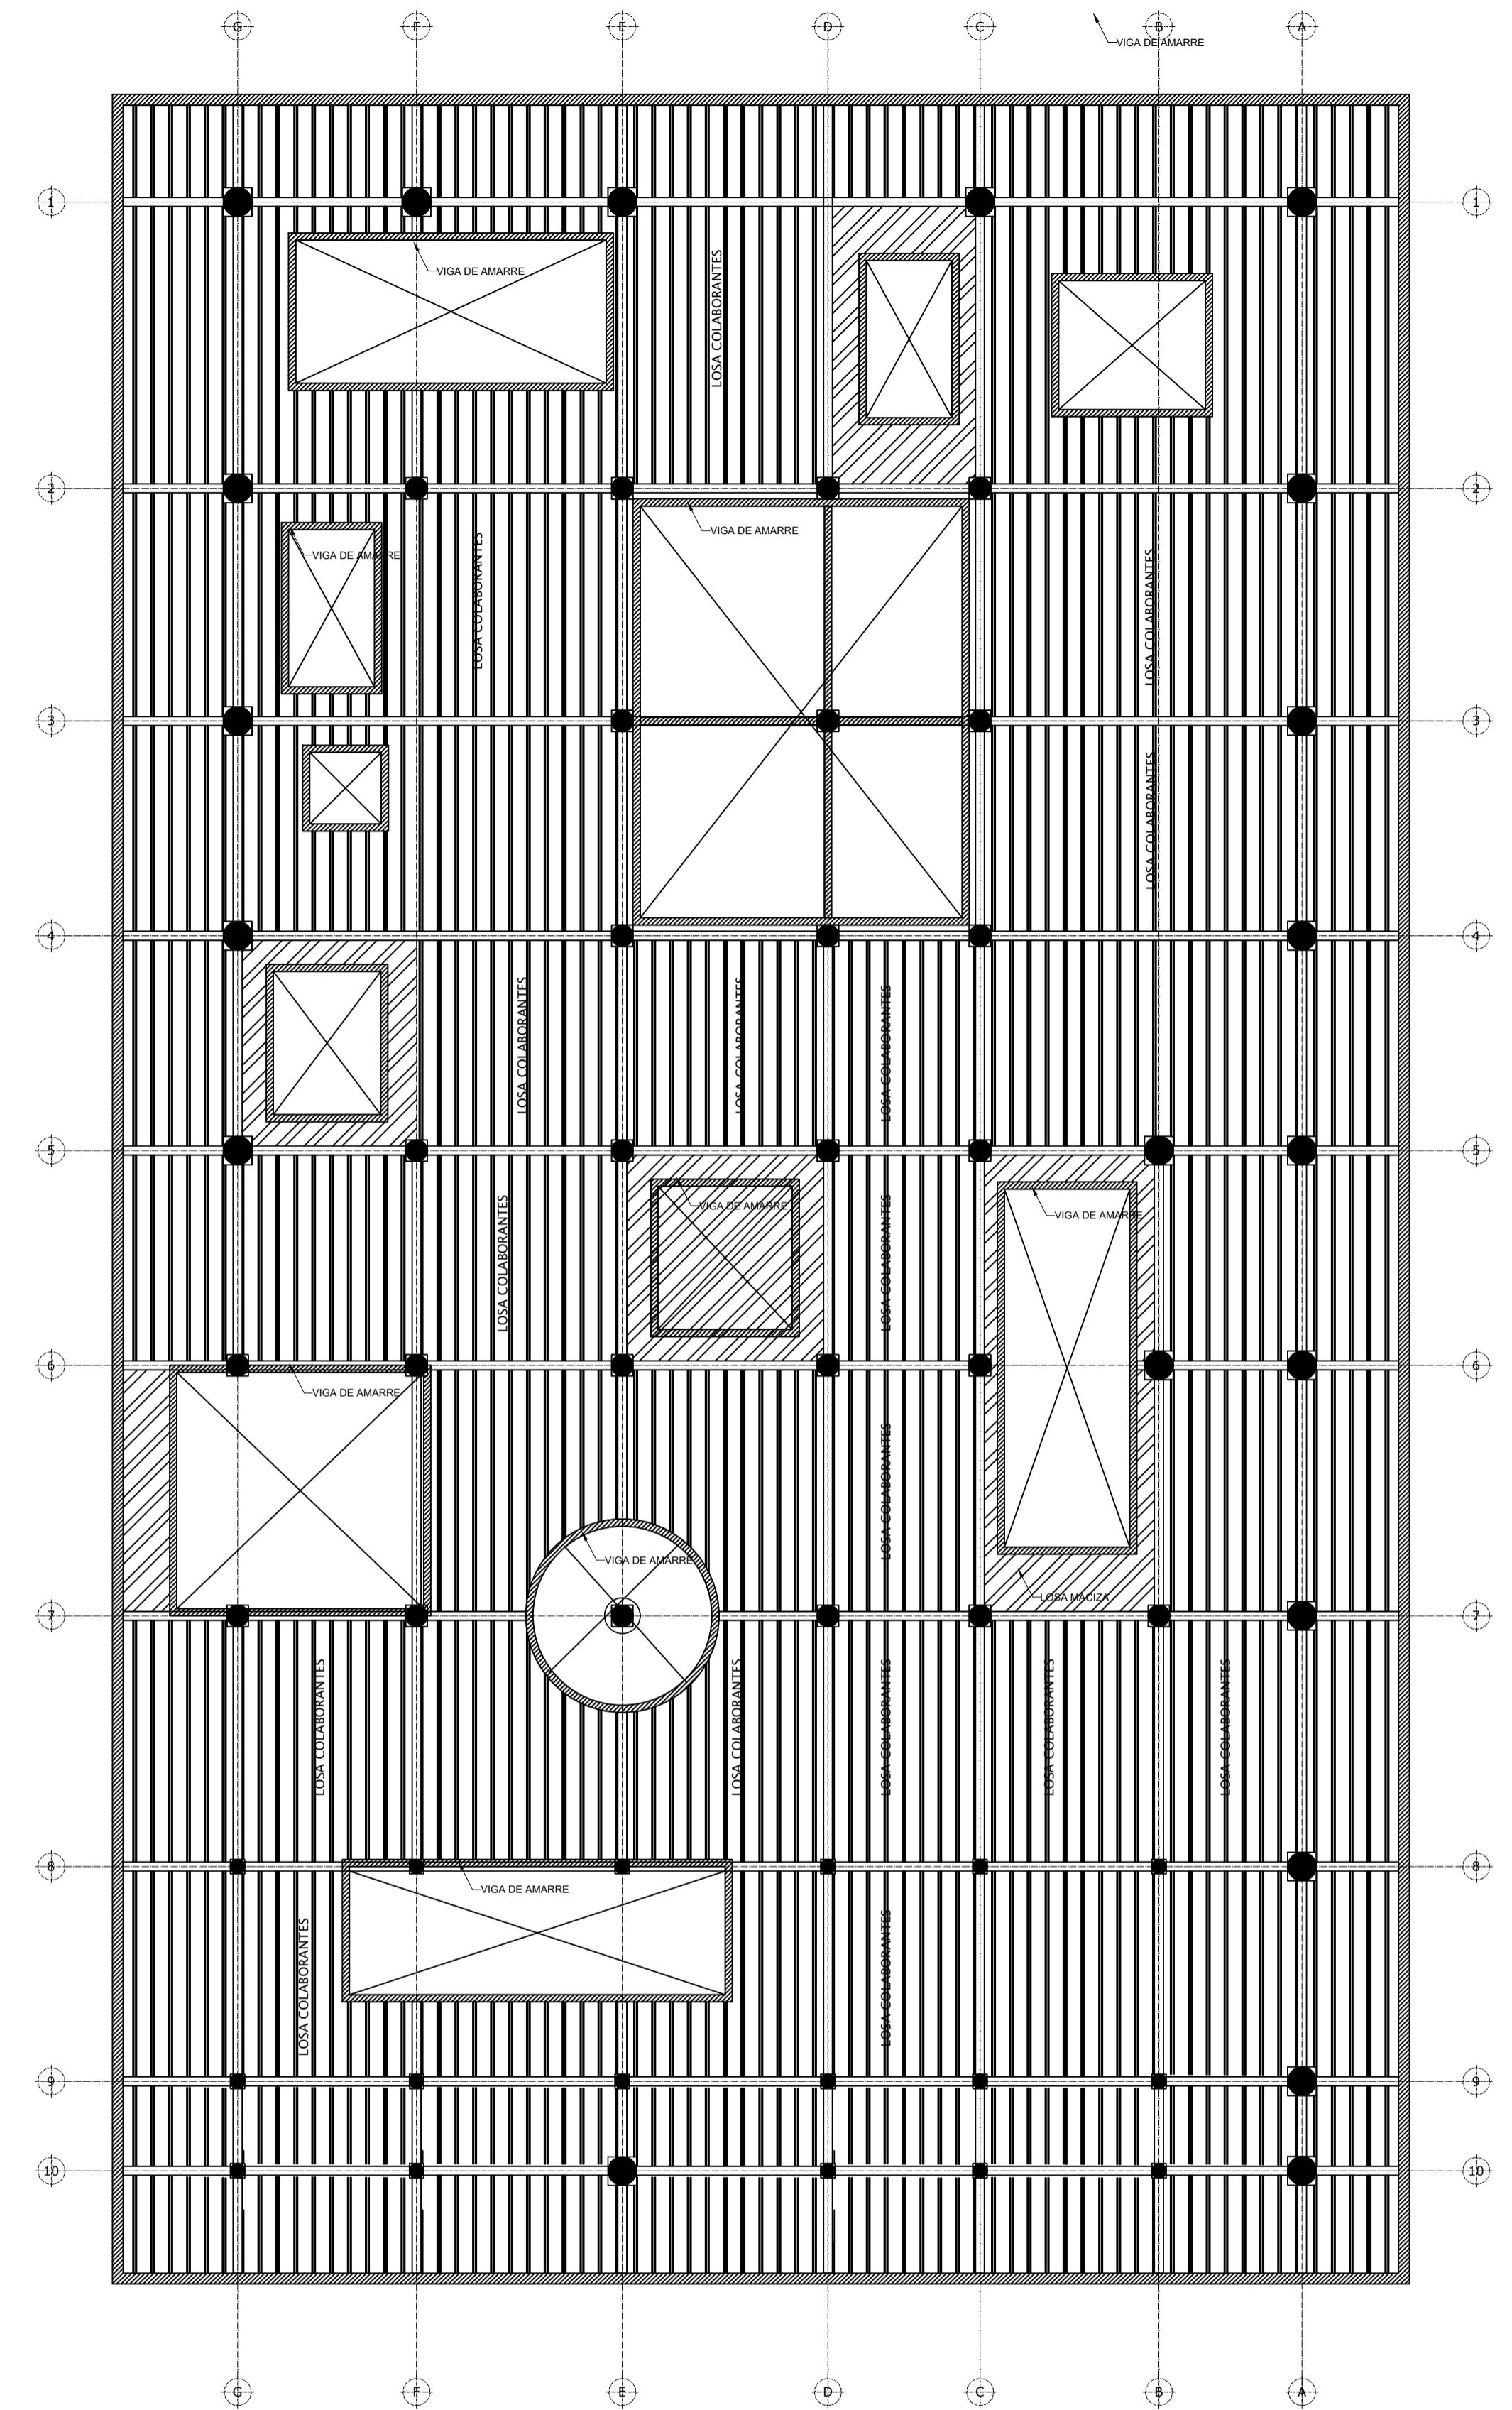 G F E D C B A
VIGA DE AMARRE
1 1
VIGA DE AMARRE
LOSA COLABORANTES
2 2
VIGA DE AMARRE
VIGA DE AMARRE
LOSA COLABORANTES
LOSA COLABORANTES
3 3
LOSA COLABORANTES
4 4
LOSA COLABORANTES
LOSA COLABORANTES
LOSA COLABORANTES
5 5
VIGA DE AMARRE
VIGA DE AMARRE
LOSA COLABORANTES
LOSA COLABORANTES
6 6
VIGA DE AMARRE
LOSA COLABORANTES
VIGA DE AMARRE
LOSA MACIZA
7 7
LOSA COLABORANTES
LOSA COLABORANTES
LOSA COLABORANTES
LOSA COLABORANTES
LOSA COLABORANTES
8 8
VIGA DE AMARRE
LOSA COLABORANTES
LOSA COLABORANTES
9 9
10 10
G F E D C B A